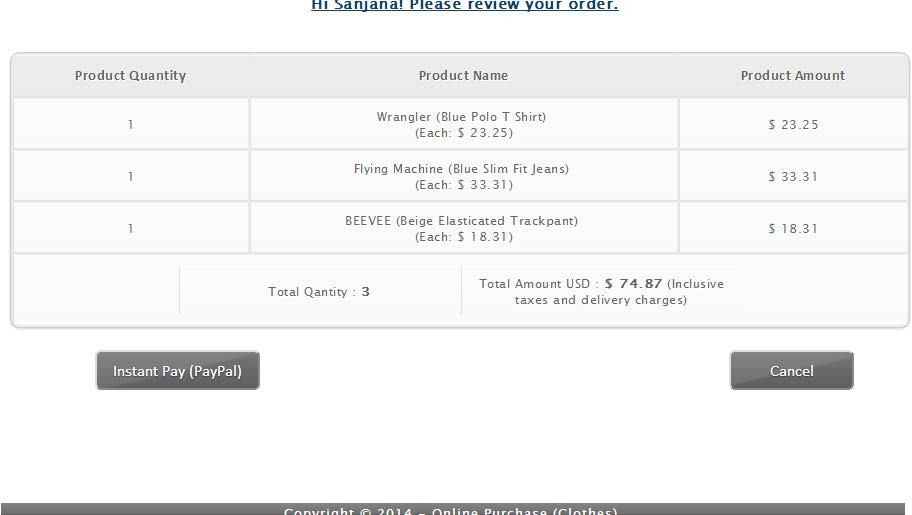 Hi Sanjana! Please review your order.
Product Quantity Product Name Product Amount
1 Wrangler (Blue Polo T Shirt) $ 23.25
(Each: $ 23.25)
1 Flying Machine (Blue Slim Fit Jeans) $ 33.31
(Each: $ 33.31)
1 BEEVEE (Beige Elasticated Trackpant) $ 18.31
(Each: $ 18.31)
Total Qantity : 3 Total Amount USD : $ 74.87 (Inclusive
taxes and delivery charges)
Instant Pay (PayPal) Cancel
Copyright © 2014 - Online Purchase (Clothes)